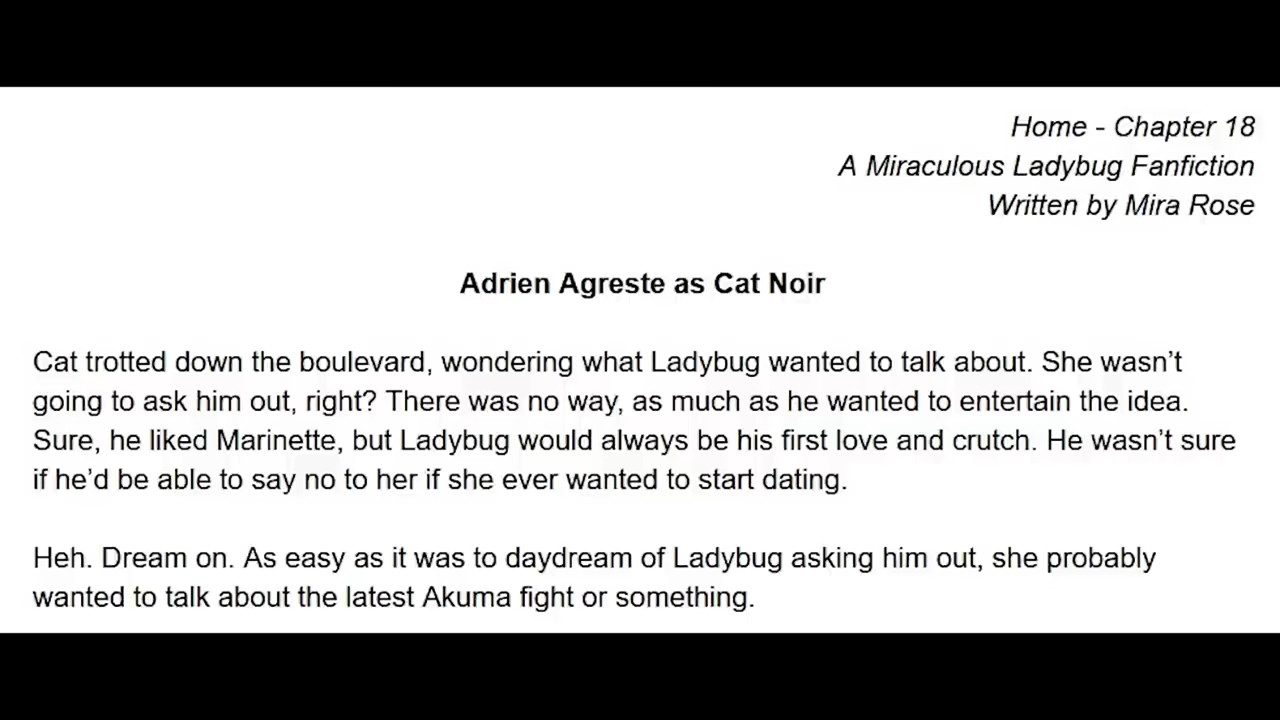 Home - Chapter 18
A Miraculous Ladybug Fanfiction
Written by Mira Rose
Adrien Agreste as Cat Noir
Cat trotted down the boulevard, wondering what Ladybug wanted to talk about. She wasn’t
going to ask him out, right? There was no way, as much as he wanted to entertain the idea.
Sure, he liked Marinette, but Ladybug would always be his first love and crutch. He wasn’t sure
if he’d be able to say no to her if she ever wanted to start dating.
Heh. Dream on. As easy as it was to daydream of Ladybug asking him out, she probably
wanted to talk about the latest Akuma fight or something.